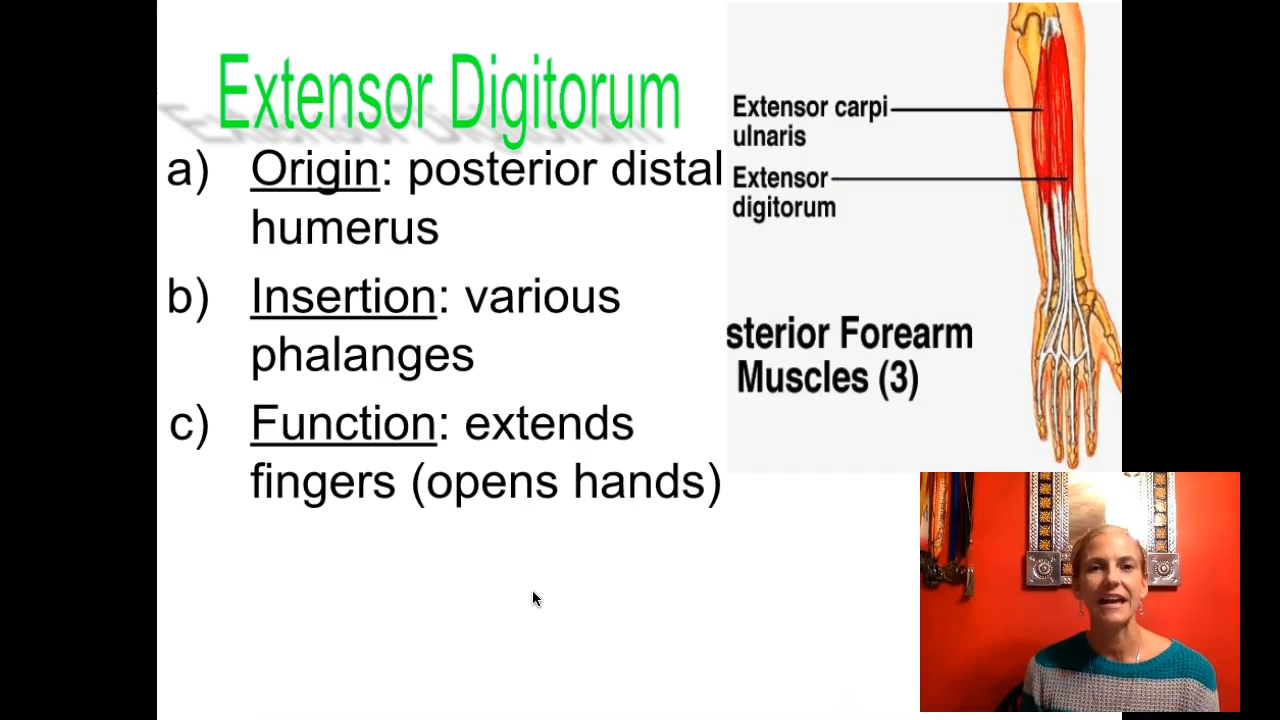 Extensor Digitorum
a) Origin: posterior distal
humerus
b) Insertion: various
phalanges
c) Function: extends
fingers (opens hands)
Extensor carpi
ulnaris
Extensor
digitorum
sterior Forearm
Muscles (3)